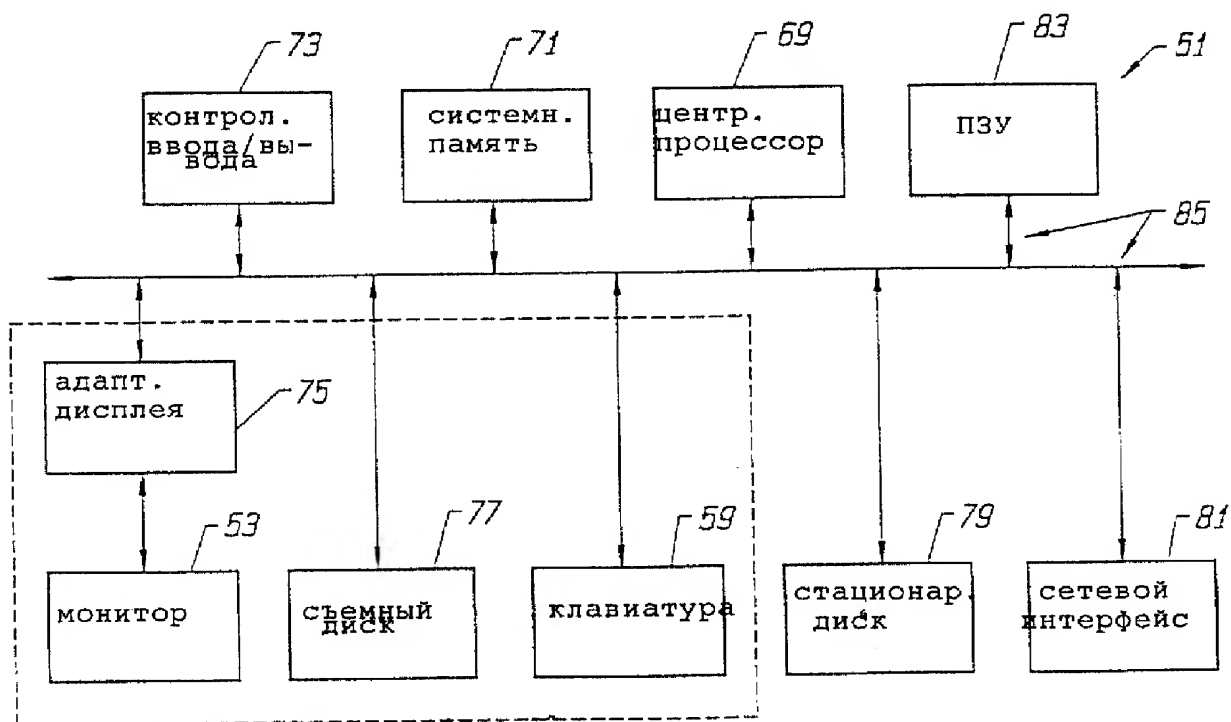 73
71
69
83
51
контрол.
ввода/вы-
вода
системн.
память
центр.
процессор
ПЗУ
85
адапт.
дисплея
75
53
77
59
79
81
монитор
съемный
диск
клавиатура
стационар.
диск
сетевой
интерфейс